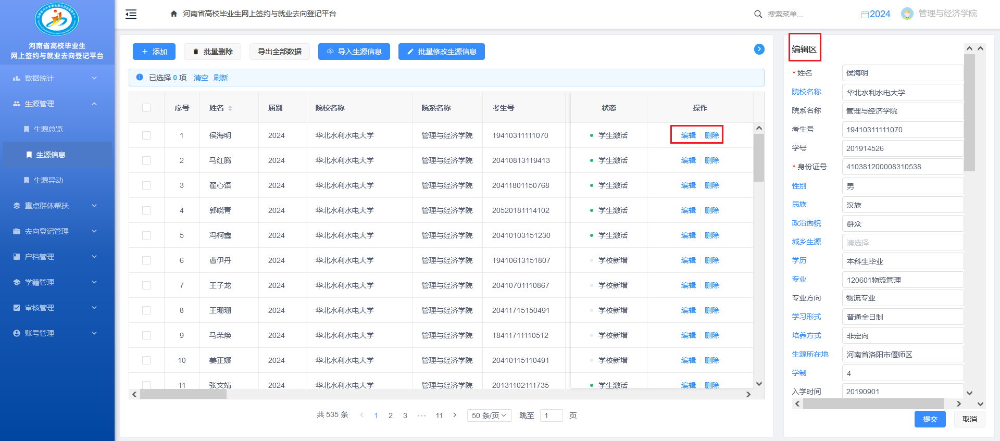 河南省高校毕业生
网上签约与就业去向登记平台
数据统计
生源管理
生源总览
生源信息
生源异动
重点群体帮扶
去向登记管理
户档管理
学籍管理
审核管理
账号管理
河南省高校毕业生网上签约与就业去向登记平台
搜索菜单...
2024
管理与经济学院
添加 批量删除 导出全部数据 导入生源信息 批量修改生源信息
已选择 0 项 清空 刷新
序号 姓名 届别 院校名称 院系名称 考生号 状态 操作
1 侯海明 2024 华北水利水电大学 管理与经济学院 19410311111070 学生激活 编辑 删除
2 马红腾 2024 华北水利水电大学 管理与经济学院 20410813119413 学生激活 编辑 删除
3 翟心语 2024 华北水利水电大学 管理与经济学院 20411801150768 学生激活 编辑 删除
4 郭晓青 2024 华北水利水电大学 管理与经济学院 20520181114102 学生激活 编辑 删除
5 冯柯鑫 2024 华北水利水电大学 管理与经济学院 20410103151230 学生激活 编辑 删除
6 曹伊丹 2024 华北水利水电大学 管理与经济学院 19410613151807 学校新增 编辑 删除
7 王子龙 2024 华北水利水电大学 管理与经济学院 20410701110867 学校新增 编辑 删除
8 王珊珊 2024 华北水利水电大学 管理与经济学院 20411715150491 学校新增 编辑 删除
9 马荣焕 2024 华北水利水电大学 管理与经济学院 18411711110512 学校新增 编辑 删除
10 姜正娜 2024 华北水利水电大学 管理与经济学院 20410115110491 学校新增 编辑 删除
11 张文婧 2024 华北水利水电大学 管理与经济学院 20131102111735 学生激活 编辑 删除
共 535 条 1 2 3 ••• 11 50 条/页 跳至 1 页
编辑区
* 姓名 侯海明
院校名称 华北水利水电大学
院系名称 管理与经济学院
考生号 19410311111070
学号 201914526
* 身份证号 410381200008310538
性别 男
民族 汉族
政治面貌 群众
城乡生源 请选择
学历 本科生毕业
专业 120601物流管理
专业方向 物流专业
学习形式 普通全日制
培养方式 非定向
生源所在地 河南省洛阳市偃师区
学制 4
入学时间 20190901
提交 取消